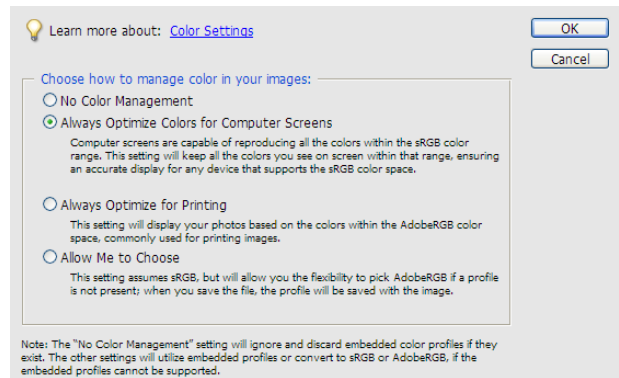 Learn more about: Color Settings
OK
Cancel
Choose how to manage color in your images:
No Color Management
Always Optimize Colors for Computer Screens
Computer screens are capable of reproducing all the colors within the sRGB color
range. This setting will keep all the colors you see on screen within that range, ensuring
an accurate display for any device that supports the sRGB color space.
Always Optimize for Printing
This setting will display your photos based on the colors within the AdobeRGB color
space, commonly used for printing images.
Allow Me to Choose
This setting assumes sRGB, but will allow you the flexibility to pick AdobeRGB if a profile
is not present; when you save the file, the profile will be saved with the image.
Note: The "No Color Management" setting will ignore and discard embedded color profiles if they
exist. The other settings will utilize embedded profiles or convert to sRGB or AdobeRGB, if the
embedded profiles cannot be supported.